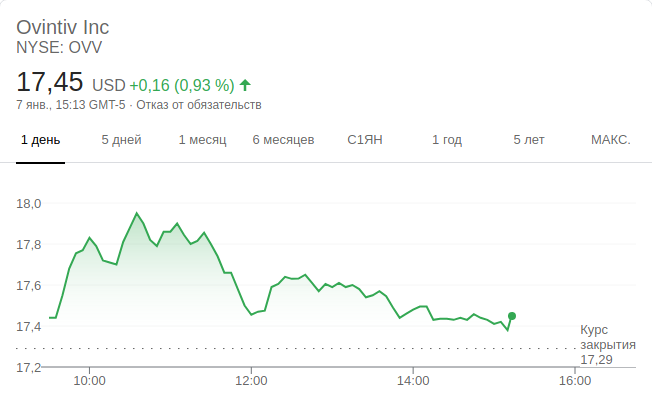 Ovintiv Inc
NYSE: OVV
17,45 USD +0,16 (0,93 %)
7 янв., 15:13 GMT-5 · Отказ от обязательств
1 день 5 дней 1 месяц 6 месяцев С1ЯН 1 год 5 лет МАКС.
18,0
17,8
17,6
17,4
Курс
закрытия
17,29
17,2
10:00 12:00 14:00 16:00